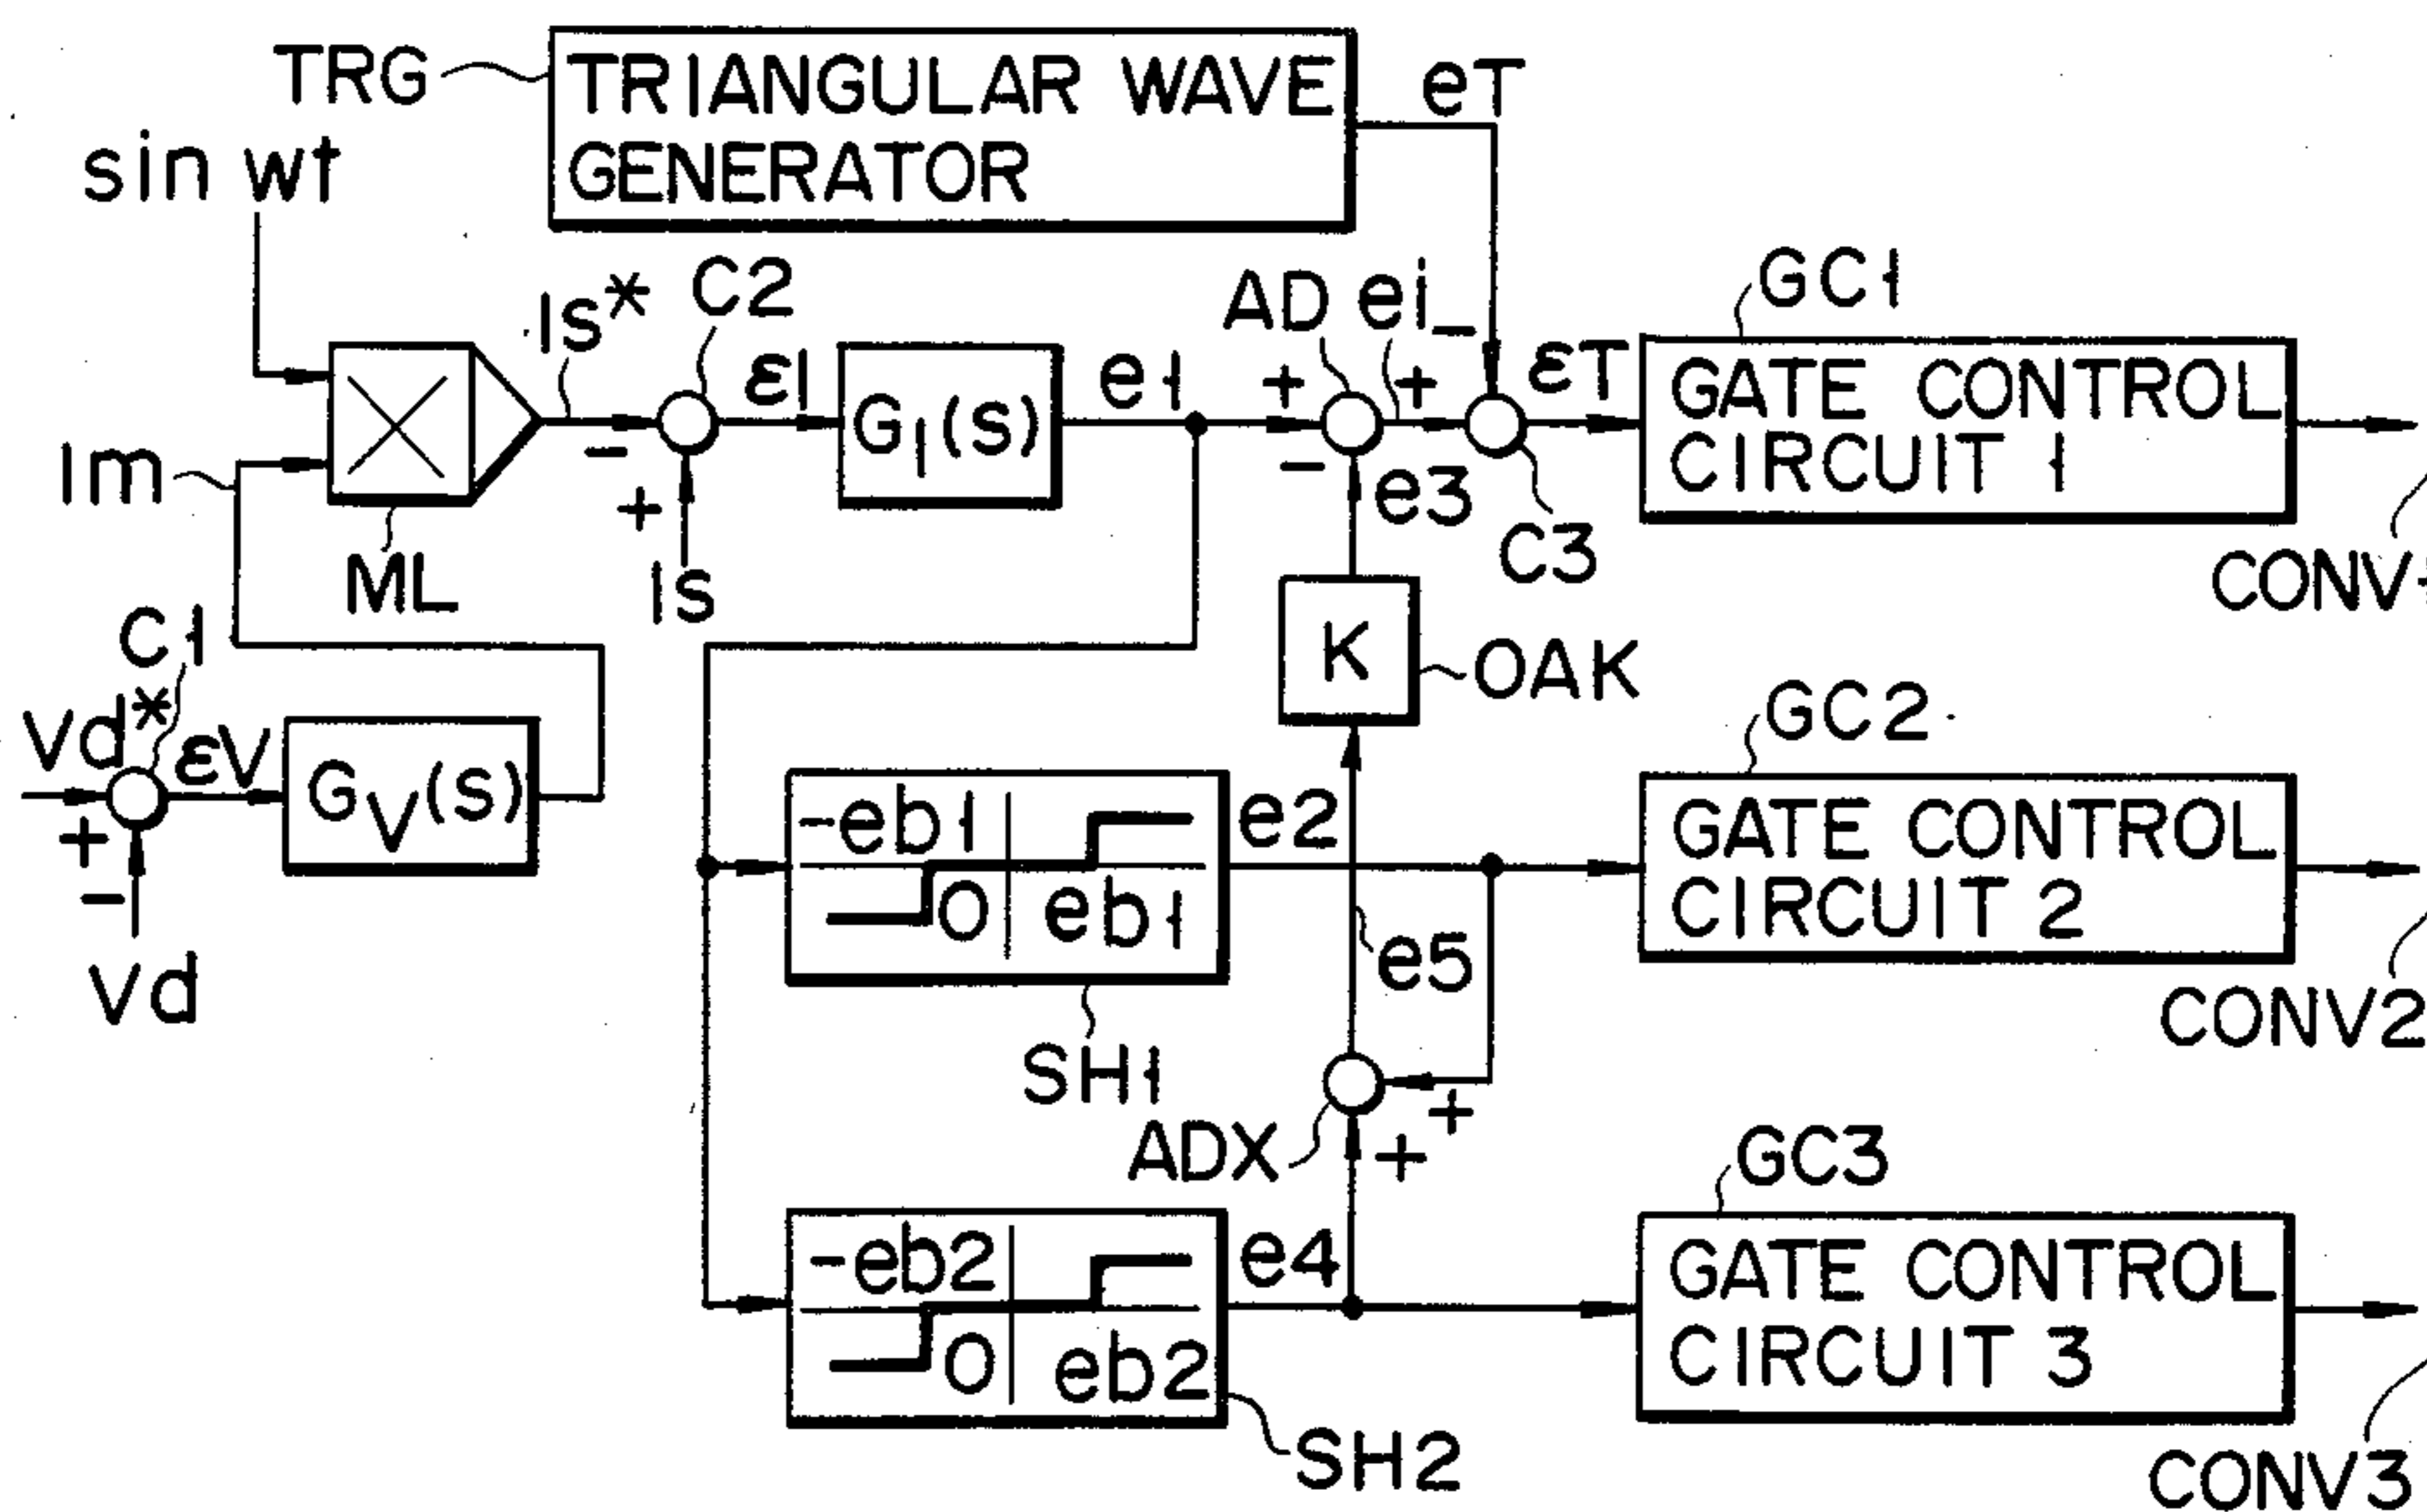 TRG
TRIANGULAR WAVE
GENERATOR
eT
sin wt
Is*
C2
εI
GI(S)
e1
AD
ei
+
-
+
-
-
+
Is
e3
C3
εT
GC1
GATE CONTROL
CIRCUIT 1
Im
ML
K
OAK
C1
Vd*
εV
GV(S)
+
-
Vd
-eb1
0
eb1
e2
SH1
e5
GC2
GATE CONTROL
CIRCUIT 2
CONV2
ADX
+
+
-eb2
0
eb2
e4
SH2
GC3
GATE CONTROL
CIRCUIT 3
CONV3